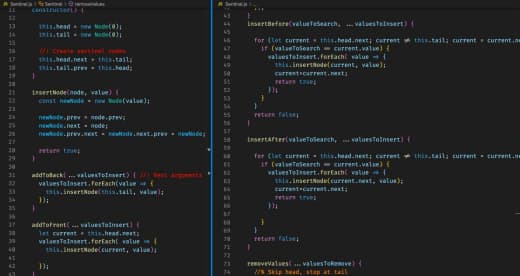 Sentinel.js > Sentinel > removeValues
11 constructor() {
12
13 this.head = new Node(0);
14 this.tail = new Node(0);
15
16 //! Create sentinel nodes
17 this.head.next = this.tail;
18 this.tail.prev = this.head;
19 }
20
21 insertNode(node, value) {
22 const newNode = new Node(value);
23
24 newNode.prev = node.prev;
25 newNode.next = node;
26 newNode.prev.next = newNode.next.prev = newNode;
27
28 return true;
29 }
30
31 addToBack(...valuesToInsert) { //! Rest arguments
32 valuesToInsert.forEach(value => {
33 this.insertNode(this.tail, value);
34 });
35 }
36
37 addToFront(...valuesToInsert) {
38 let current = this.head.next;
39 valuesToInsert.forEach( value => {
40 this.insertNode(current, value);
41
42 });
43 }
Sentinel.js > ...
43 }
44 insertBefore(valueToSearch, ...valuesToInsert) {
45
46 for (let current = this.head.next; current ≠ this.tail; current = current.ne
47 if (valueToSearch == current.value) {
48 valuesToInsert.forEach( value => {
49 this.insertNode(current, value);
50 current=current.next;
51 return true;
52 });
53 }
54 }
55 return false;
56 }
57
58 insertAfter(valueToSearch, ...valuesToInsert) {
59
60 for (let current = this.head.next; current ≠ this.tail; current = current.ne
61 if (valueToSearch == current.value) {
62 valuesToInsert.forEach( value => {
63 this.insertNode(current.next, value);
64 current=current.next;
65 return true;
66 });
67
68 }
69 }
70 return false;
71 }
72
73 removeValues(...valuesToRemove) {
74 //% Skip head, stop at tail